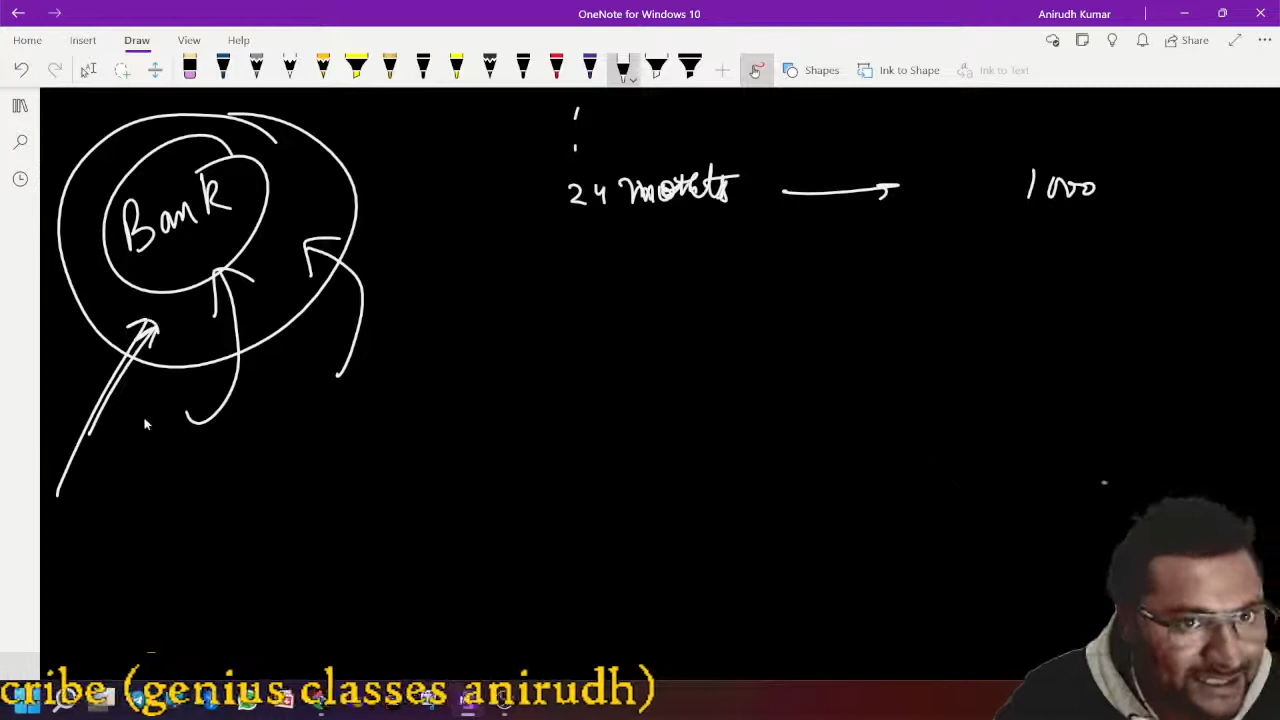 OneNote for Windows 10
Anirudh Kumar
Home Insert Draw View Help
Share
Shapes Ink to Shape Ink to Text
Bank
24 months 1000
cribe (genius classes anirudh)